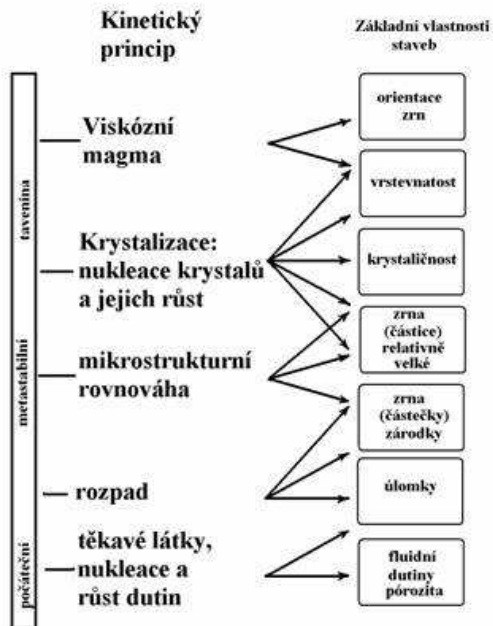 Kinetický
princip
Základní vlastnosti
staveb
tavenina
metastabilní
počáteční
Viskózní
magma
Krystalizace:
nukleace krystalů
a jejich růst
mikrostrukturní
rovnováha
rozpad
těkavé látky,
nukleace a
růst dutin
orientace
zrn
vrstevnatost
krystaličnost
zrna
(částice)
relativně
velké
zrna
(částečky)
zárodky
úlomky
fluidní
dutiny
pórozita